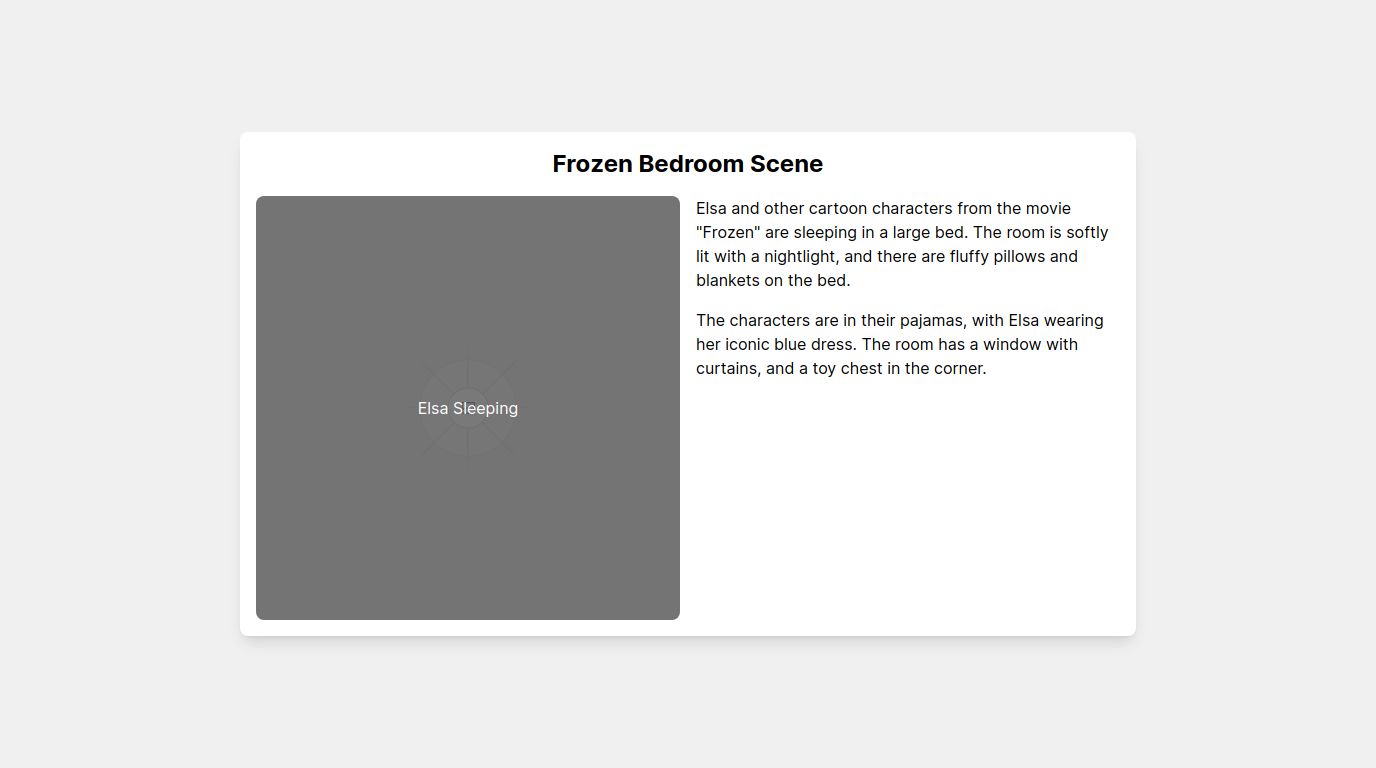 Frozen Bedroom Scene
Elsa Sleeping
Elsa and other cartoon characters from the movie
"Frozen" are sleeping in a large bed. The room is softly
lit with a nightlight, and there are fluffy pillows and
blankets on the bed.
The characters are in their pajamas, with Elsa wearing
her iconic blue dress. The room has a window with
curtains, and a toy chest in the corner.